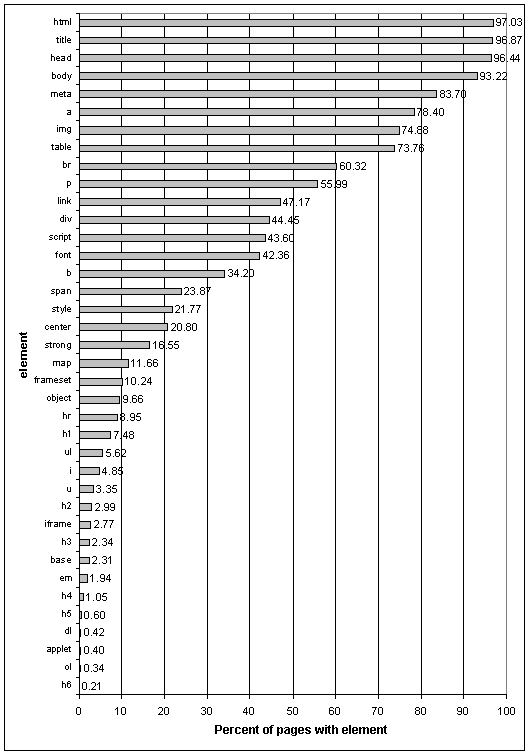 html 97.03
title 96.87
head 96.44
body 93.22
meta 83.70
a 78.40
img 74.88
table 73.76
br 60.32
p 55.99
link 47.17
div 44.45
script 43.60
font 42.36
b 34.20
span 23.87
style 21.77
center 20.80
strong 16.55
map 11.66
frameset 10.24
object 9.66
hr 8.95
h1 7.48
ul 5.62
i 4.85
u 3.35
h2 2.99
iframe 2.77
h3 2.34
base 2.31
em 1.94
h4 1.05
h5 0.60
dl 0.42
applet 0.40
ol 0.34
h6 0.21
element
0 10 20 30 40 50 60 70 80 90 100
Percent of pages with element